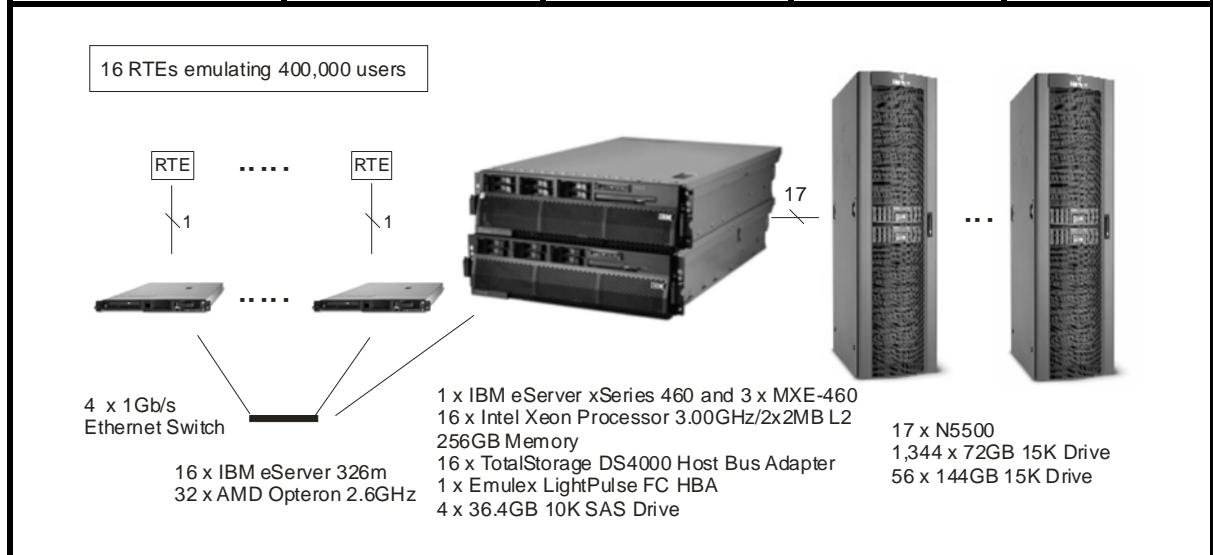 16 RTEs emulating 400,000 users
RTE
RTE
1
1
17
4 x 1Gb/s
Ethernet Switch
16 x IBM eServer 326m
32 x AMD Opteron 2.6GHz
1 x IBM eServer xSeries 460 and 3 x MXE-460
16 x Intel Xeon Processor 3.00GHz/2x2MB L2
256GB Memory
16 x TotalStorage DS4000 Host Bus Adapter
1 x Emulex LightPulse FC HBA
4 x 36.4GB 10K SAS Drive
17 x N5500
1,344 x 72GB 15K Drive
56 x 144GB 15K Drive